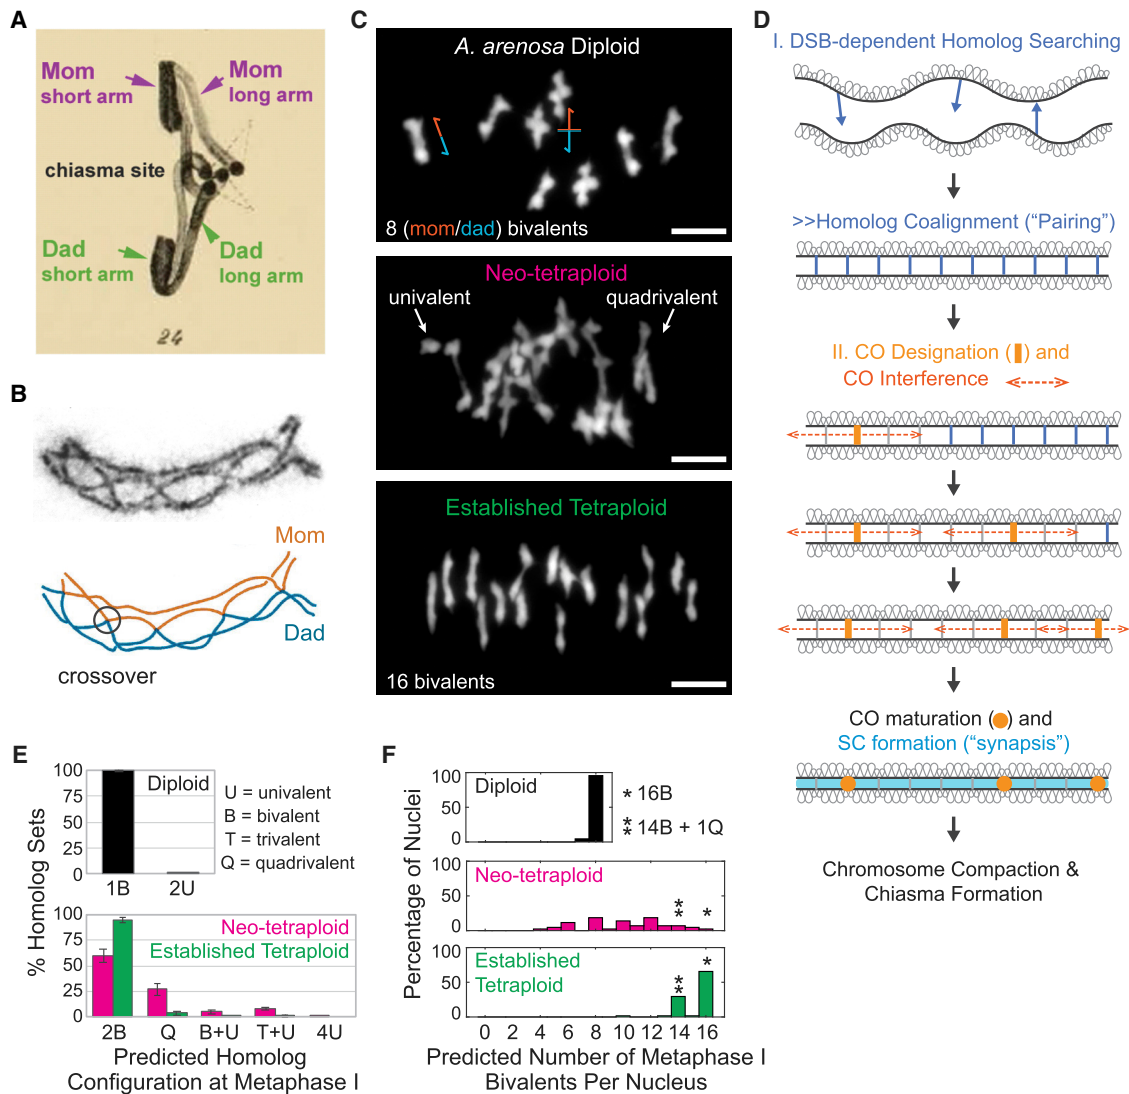 A
Mom
short arm
Mom
long arm
chiasma site
Dad
short arm
Dad
long arm
24
B
Mom
Dad
crossover
C
A. arenosa Diploid
8 (mom/dad) bivalents
Neo-tetraploid
univalent
quadrivalent
Established Tetraploid
16 bivalents
D
I. DSB-dependent Homolog Searching
>>Homolog Coalignment (“Pairing”)
II. CO Designation ( ) and
CO Interference
CO maturation ( ) and
SC formation (“synapsis”)
Chromosome Compaction &
Chiasma Formation
E
% Homolog Sets
100
75
50
25
0
Diploid
U = univalent
B = bivalent
T = trivalent
Q = quadrivalent
1B 2U
100
75
50
25
0
Neo-tetraploid
Established Tetraploid
2B Q B+U T+U 4U
Predicted Homolog
Configuration at Metaphase I
F
Percentage of Nuclei
100
50
0
Diploid
* 16B
** 14B + 1Q
100
50
0
Neo-tetraploid
** *
100
50
0
Established
Tetraploid
** *
0 2 4 6 8 10 12 14 16
Predicted Number of Metaphase I
Bivalents Per Nucleus